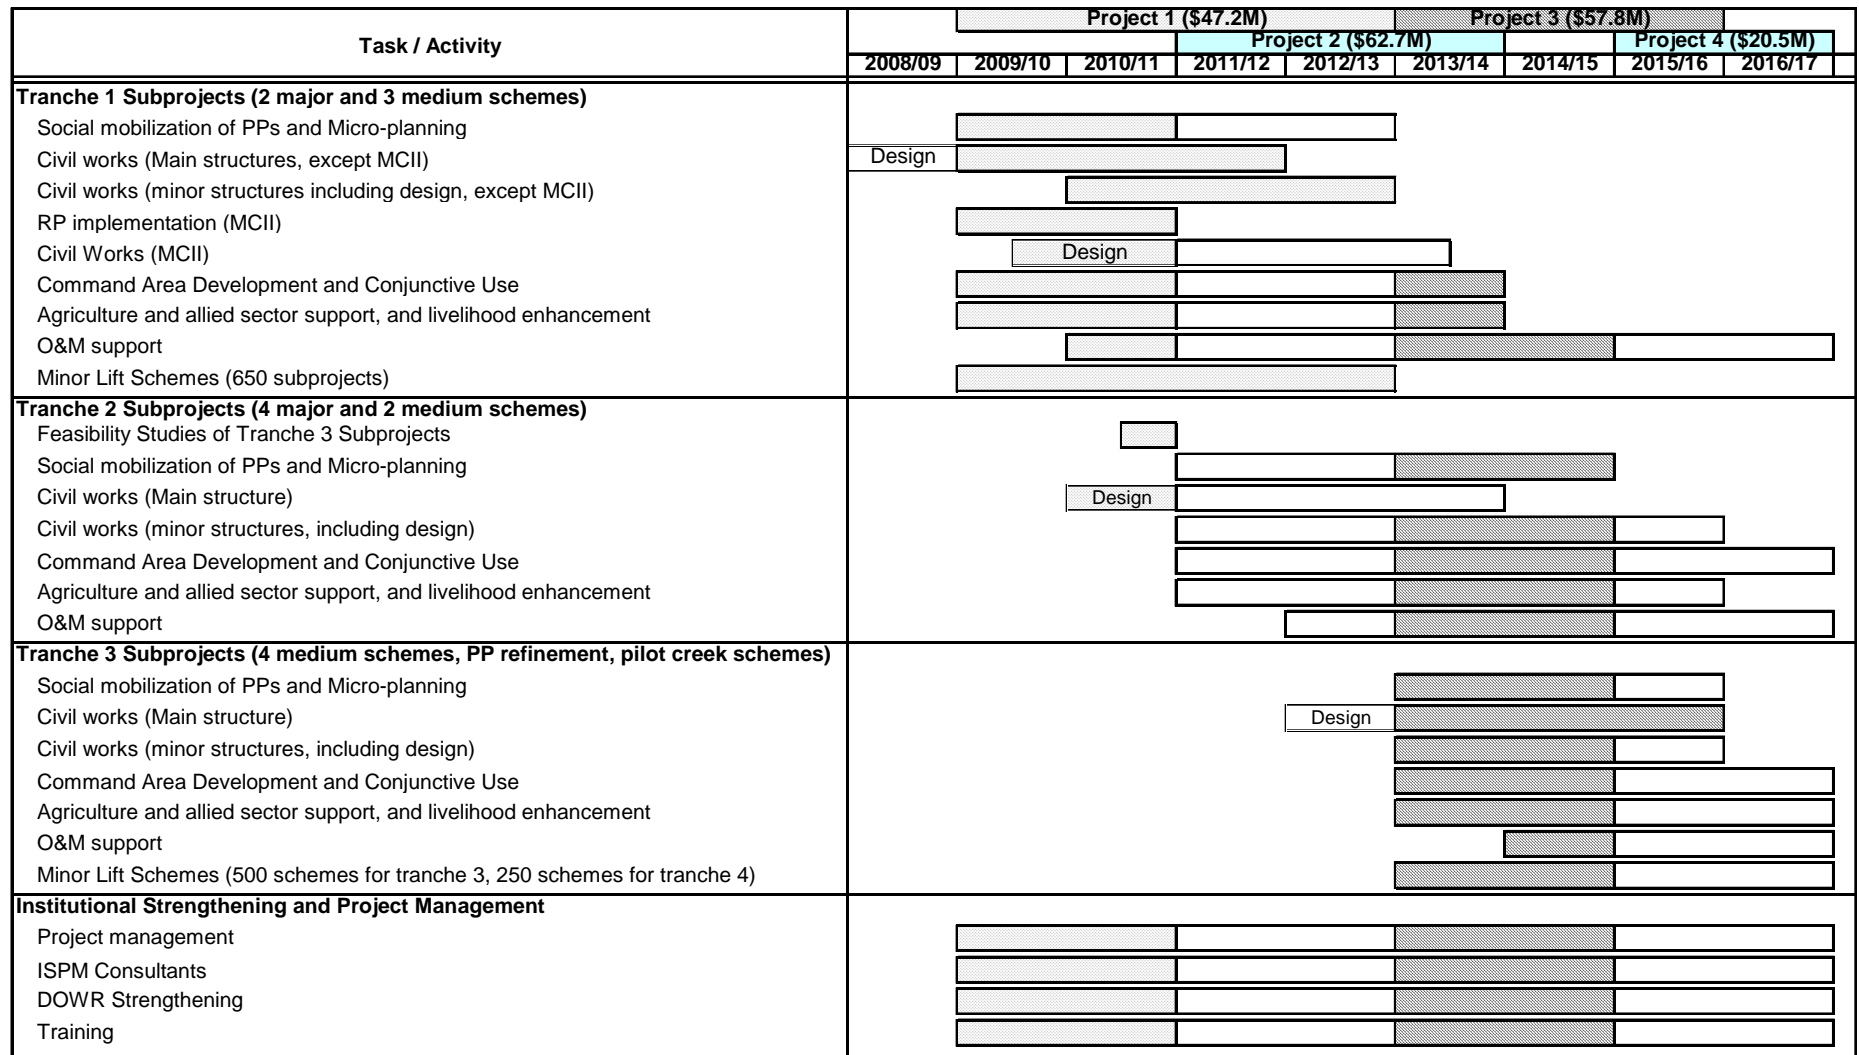 Project 1 ($47.2M) Project 3 ($57.8M)
Task / Activity Project 2 ($62.7M) Project 4 ($20.5M)
2008/09 2009/10 2010/11 2011/12 2012/13 2013/14 2014/15 2015/16 2016/17
Tranche 1 Subprojects (2 major and 3 medium schemes)
Social mobilization of PPs and Micro-planning
Civil works (Main structures, except MCII) Design
Civil works (minor structures including design, except MCII)
RP implementation (MCII)
Civil Works (MCII) Design
Command Area Development and Conjunctive Use
Agriculture and allied sector support, and livelihood enhancement
O&M support
Minor Lift Schemes (650 subprojects)
Tranche 2 Subprojects (4 major and 2 medium schemes)
Feasibility Studies of Tranche 3 Subprojects
Social mobilization of PPs and Micro-planning
Civil works (Main structure) Design
Civil works (minor structures, including design)
Command Area Development and Conjunctive Use
Agriculture and allied sector support, and livelihood enhancement
O&M support
Tranche 3 Subprojects (4 medium schemes, PP refinement, pilot creek schemes)
Social mobilization of PPs and Micro-planning
Civil works (Main structure) Design
Civil works (minor structures, including design)
Command Area Development and Conjunctive Use
Agriculture and allied sector support, and livelihood enhancement
O&M support
Minor Lift Schemes (500 schemes for tranche 3, 250 schemes for tranche 4)
Institutional Strengthening and Project Management
Project management
ISPM Consultants
DOWR Strengthening
Training